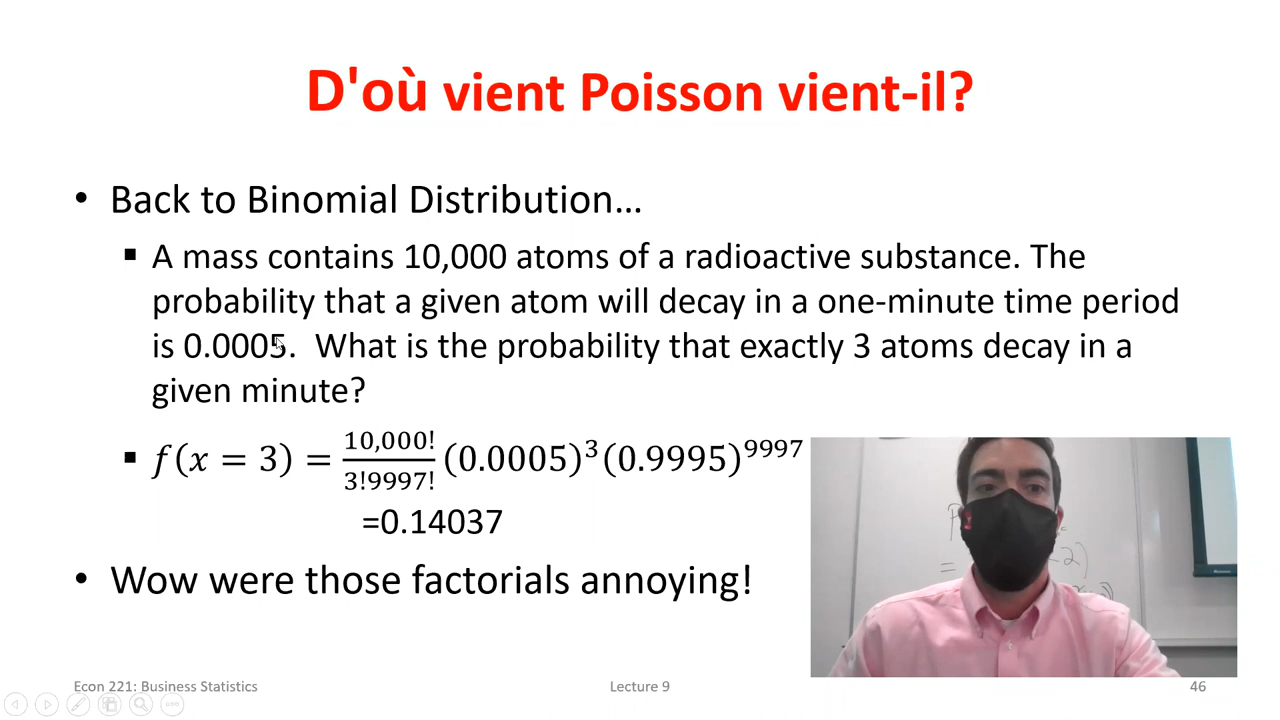 D'où vient Poisson vient-il?
• Back to Binomial Distribution…
▪ A mass contains 10,000 atoms of a radioactive substance. The
probability that a given atom will decay in a one-minute time period
is 0.0005. What is the probability that exactly 3 atoms decay in a
given minute?
▪ f(x = 3) = 10,000!/3!9997! (0.0005)³(0.9995)⁹⁹⁹⁷
=0.14037
• Wow were those factorials annoying!
Econ 221: Business Statistics
Lecture 9
46